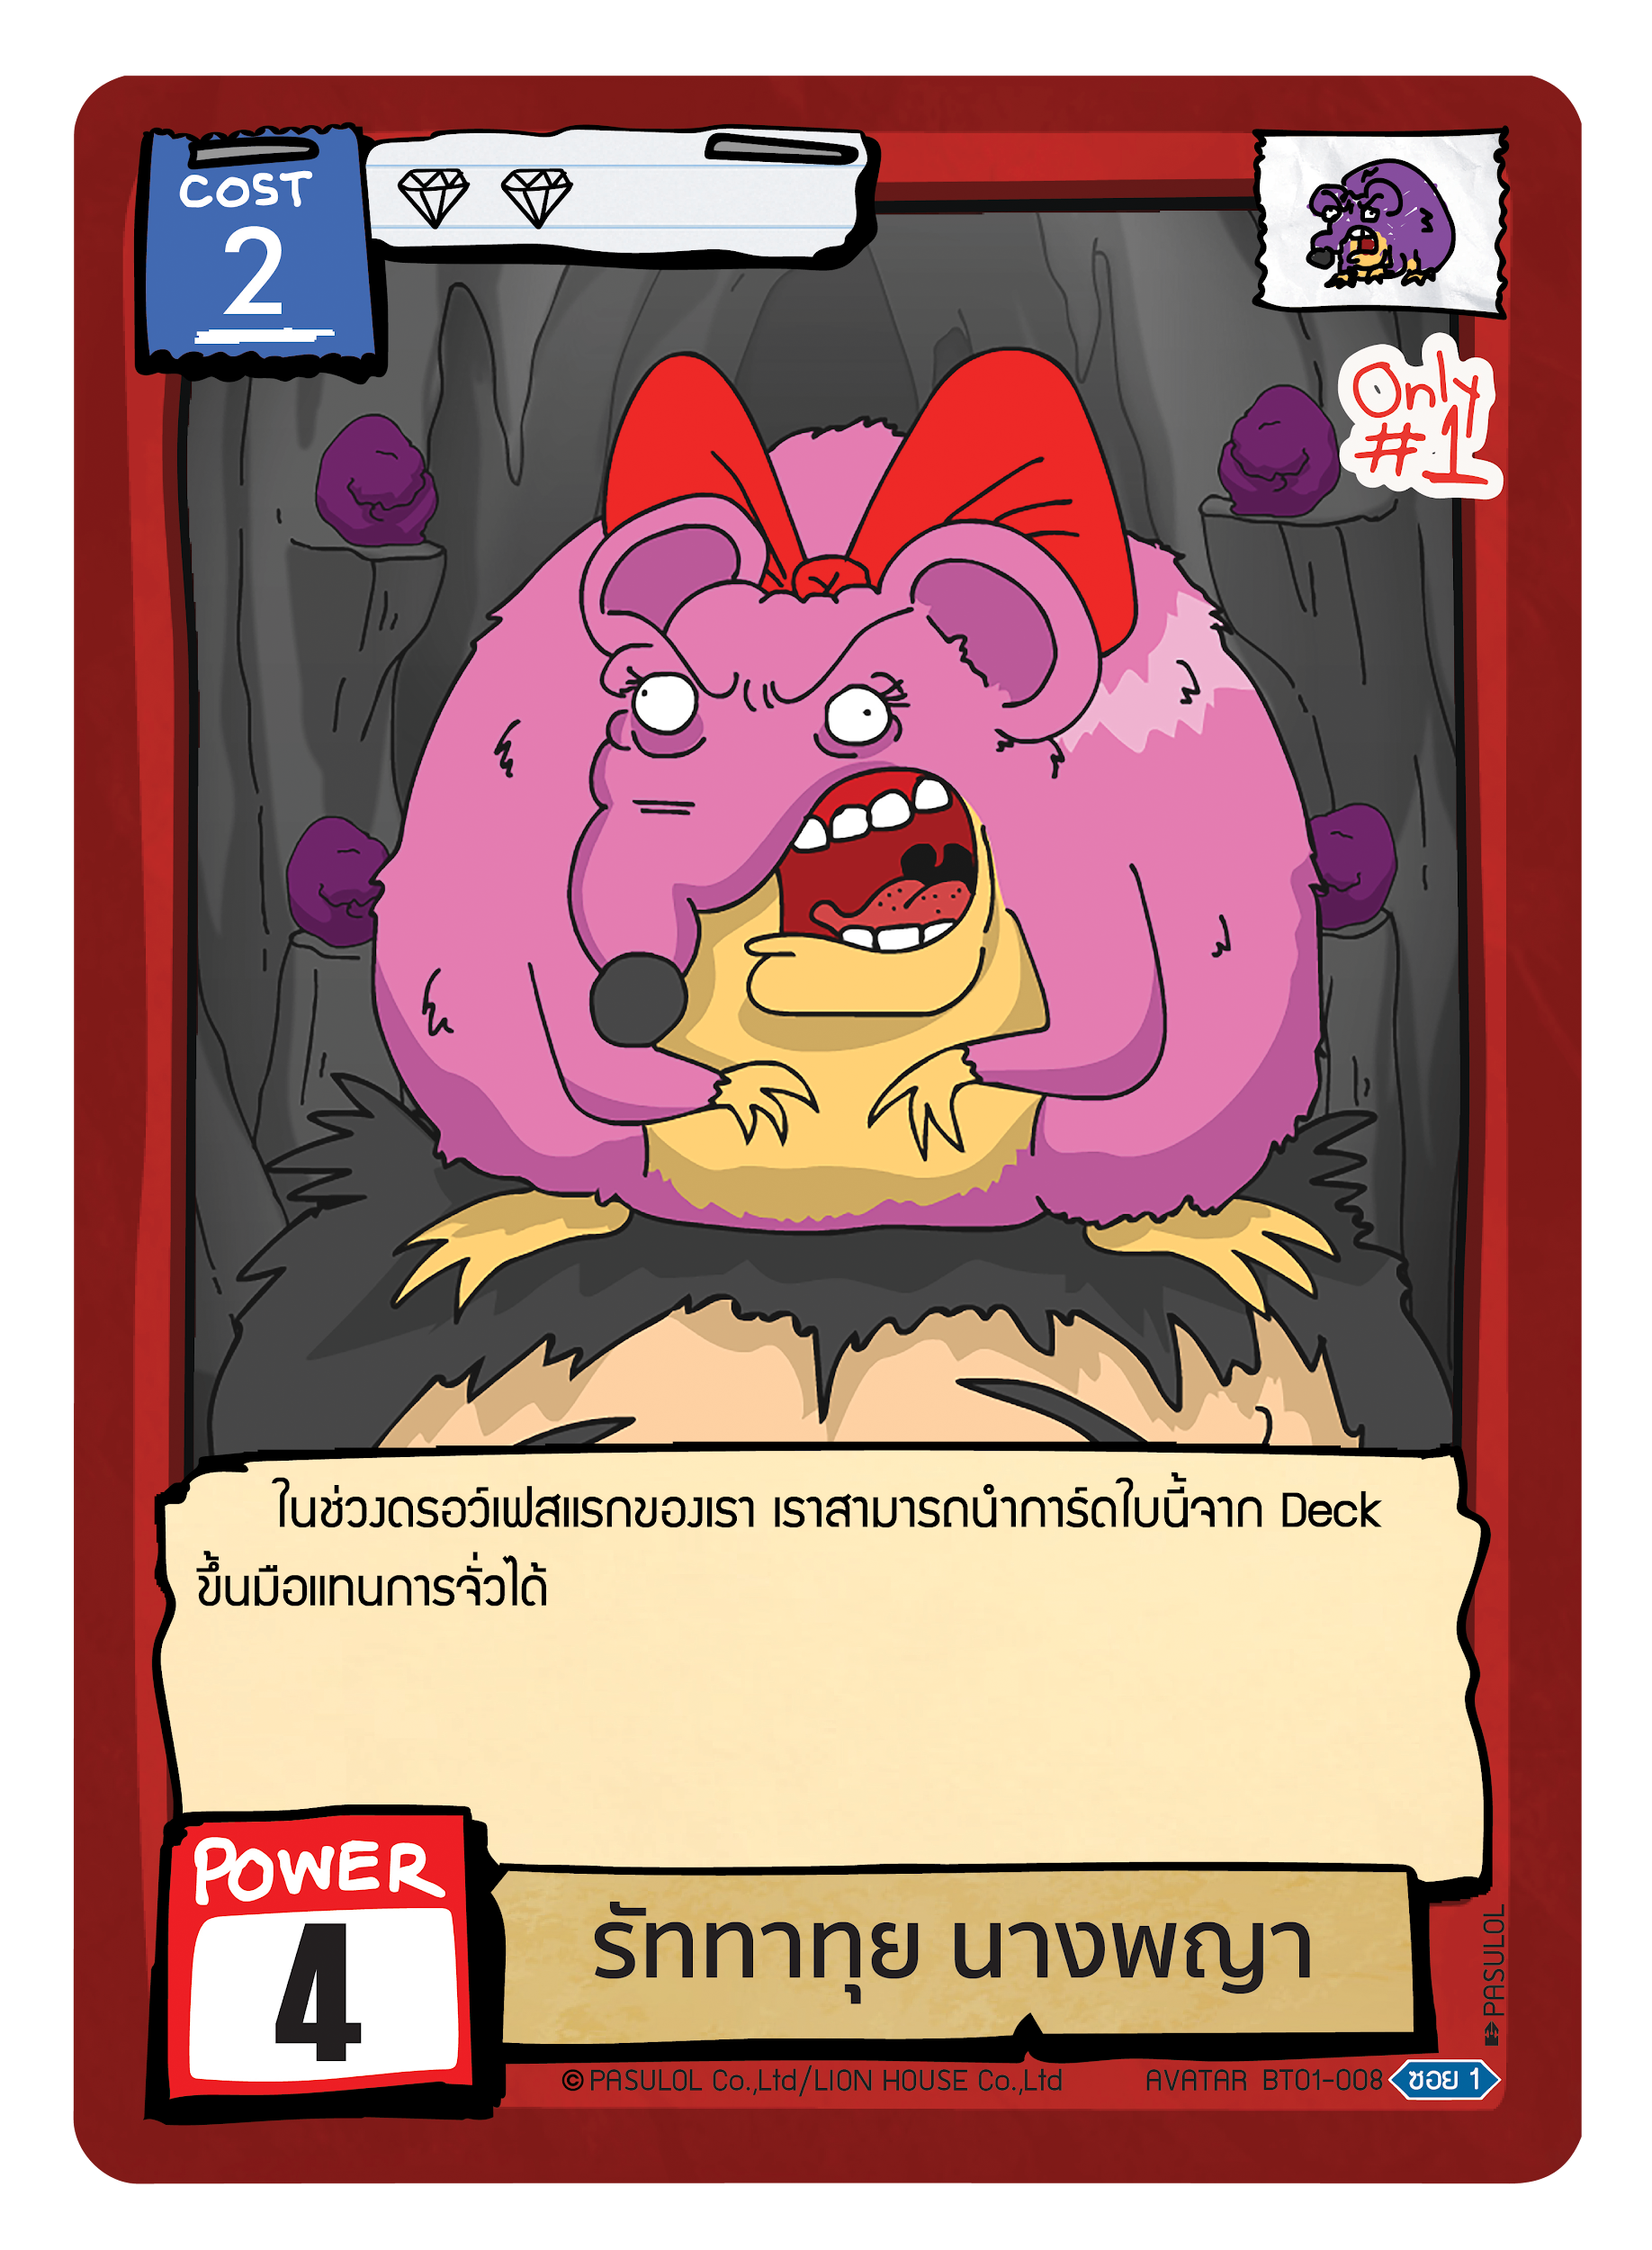 COST
2
Only
#1
ในช่วงดรอว์เฟสแรกของเรา เราสามารถนำการ์ดใบนี้จาก Deck
ขึ้นมือแทนการจั่วได้
POWER
4
รัททาทุย นางพญา
PASULOL
© PASULOL Co.,Ltd/LION HOUSE Co.,Ltd
AVATAR BT01-008 ซอย 1